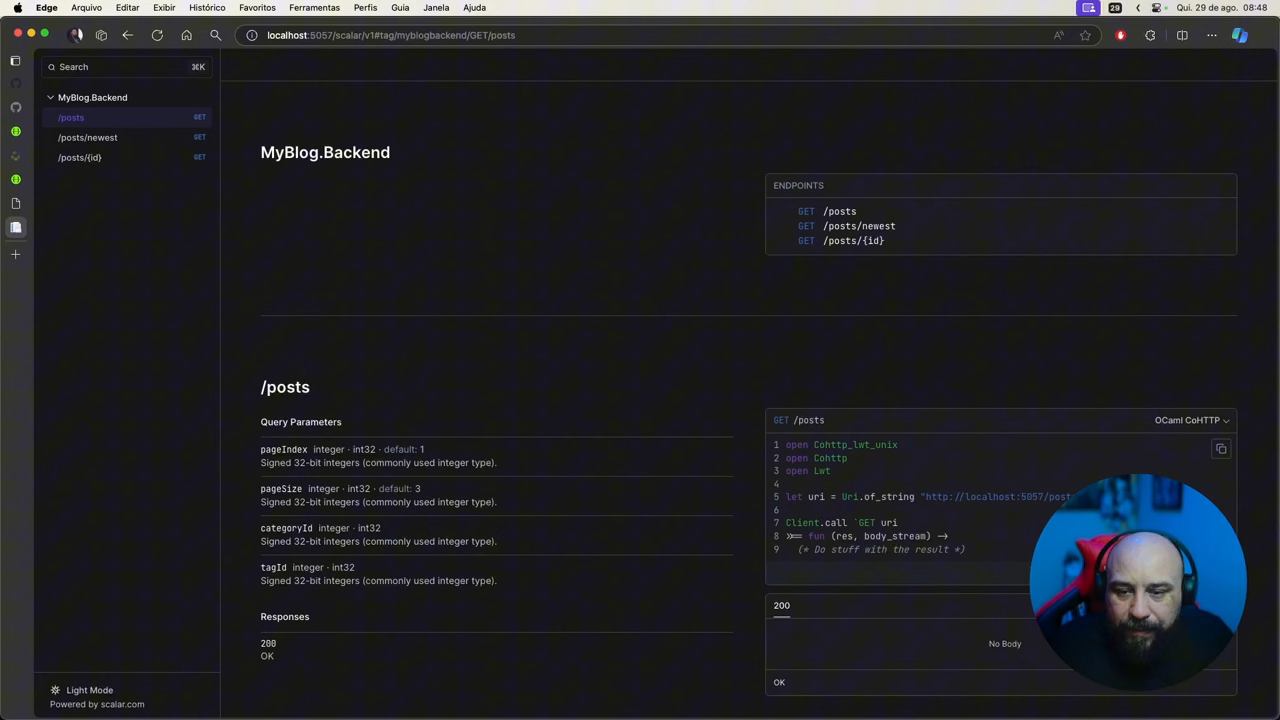 Edge Arquivo Editar Exibir Histórico Favoritos Ferramentas Perfis Guia Janela Ajuda 29 Qui. 29 de ago. 08:48
localhost:5057/scalar/v1#tag/myblogbackend/GET/posts
Search ⌘K
MyBlog.Backend
/posts GET
/posts/newest GET
/posts/{id} GET
Light Mode
Powered by scalar.com
MyBlog.Backend
ENDPOINTS
GET /posts
GET /posts/newest
GET /posts/{id}
/posts
Query Parameters
pageIndex integer · int32 · default: 1
Signed 32-bit integers (commonly used integer type).
pageSize integer · int32 · default: 3
Signed 32-bit integers (commonly used integer type).
categoryId integer · int32
Signed 32-bit integers (commonly used integer type).
tagId integer · int32
Signed 32-bit integers (commonly used integer type).
Responses
200
OK
GET /posts OCaml CoHTTP
1 open Cohttp_lwt_unix
2 open Cohttp
3 open Lwt
4
5 let uri = Uri.of_string "http://localhost:5057/post
6
7 Client.call `GET uri
8 >>= fun (res, body_stream) ->
9 (* Do stuff with the result *)
200
No Body
OK